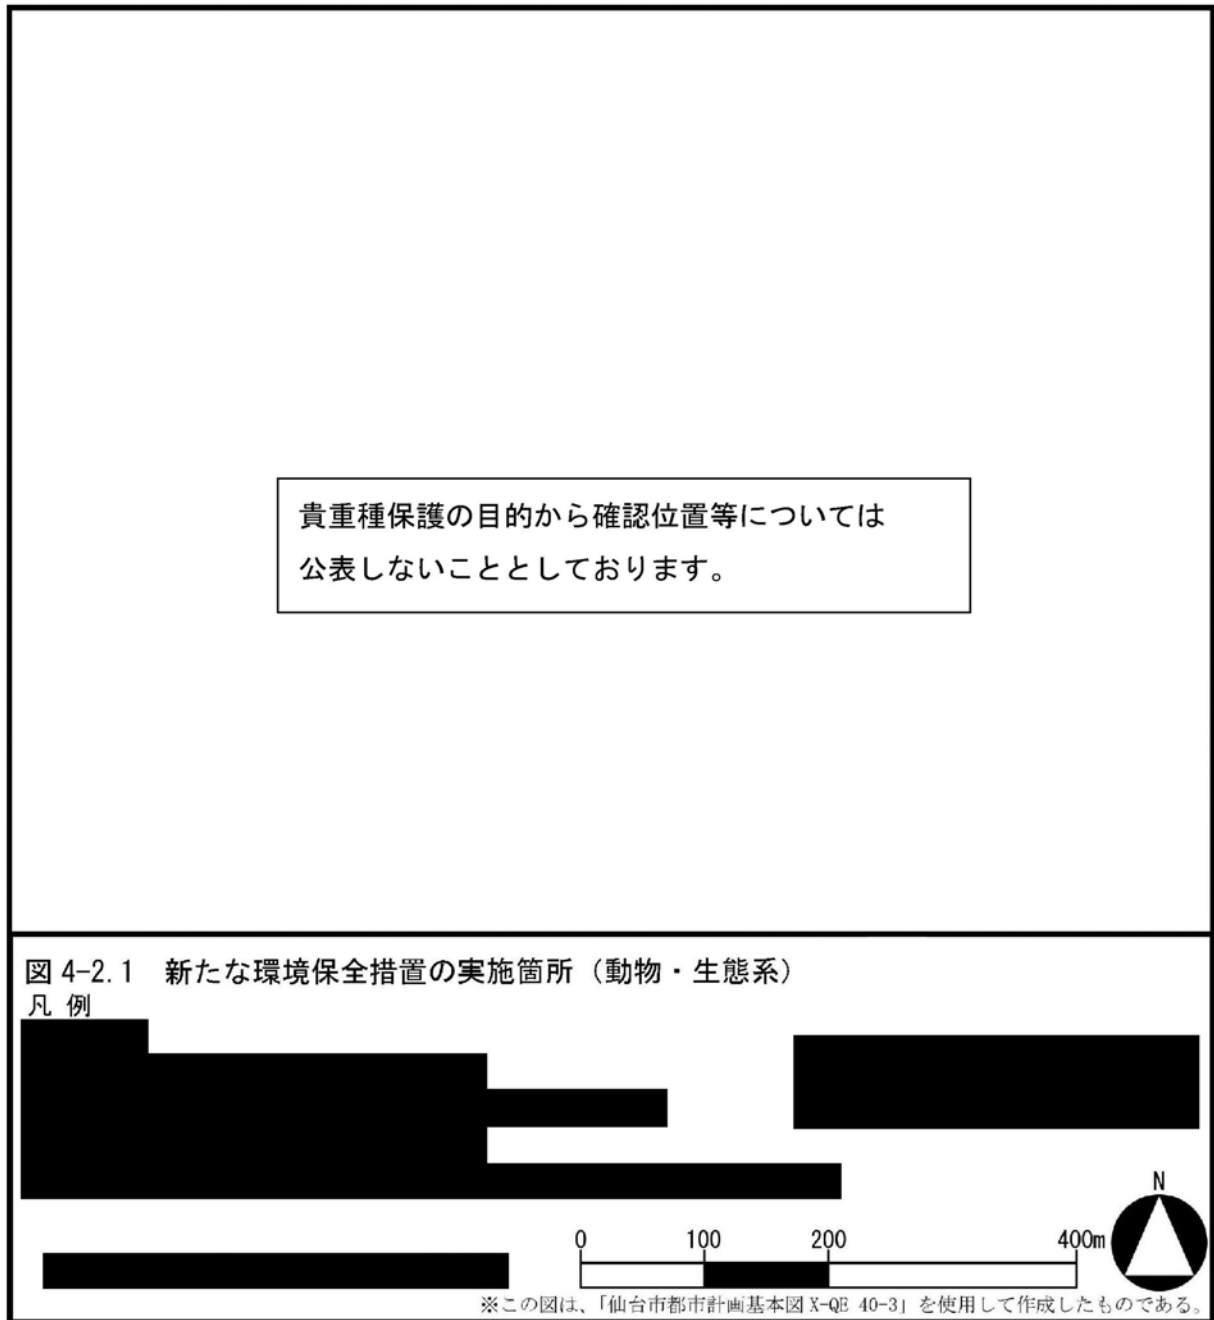 貴重種保護の目的から確認位置等については
公表しないこととしております。
図 4-2.1 新たな環境保全措置の実施箇所（動物・生態系）
凡 例
N
0 100 200 400m
※この図は、「仙台市都市計画基本図 X-QE 40-3」を使用して作成したものである。